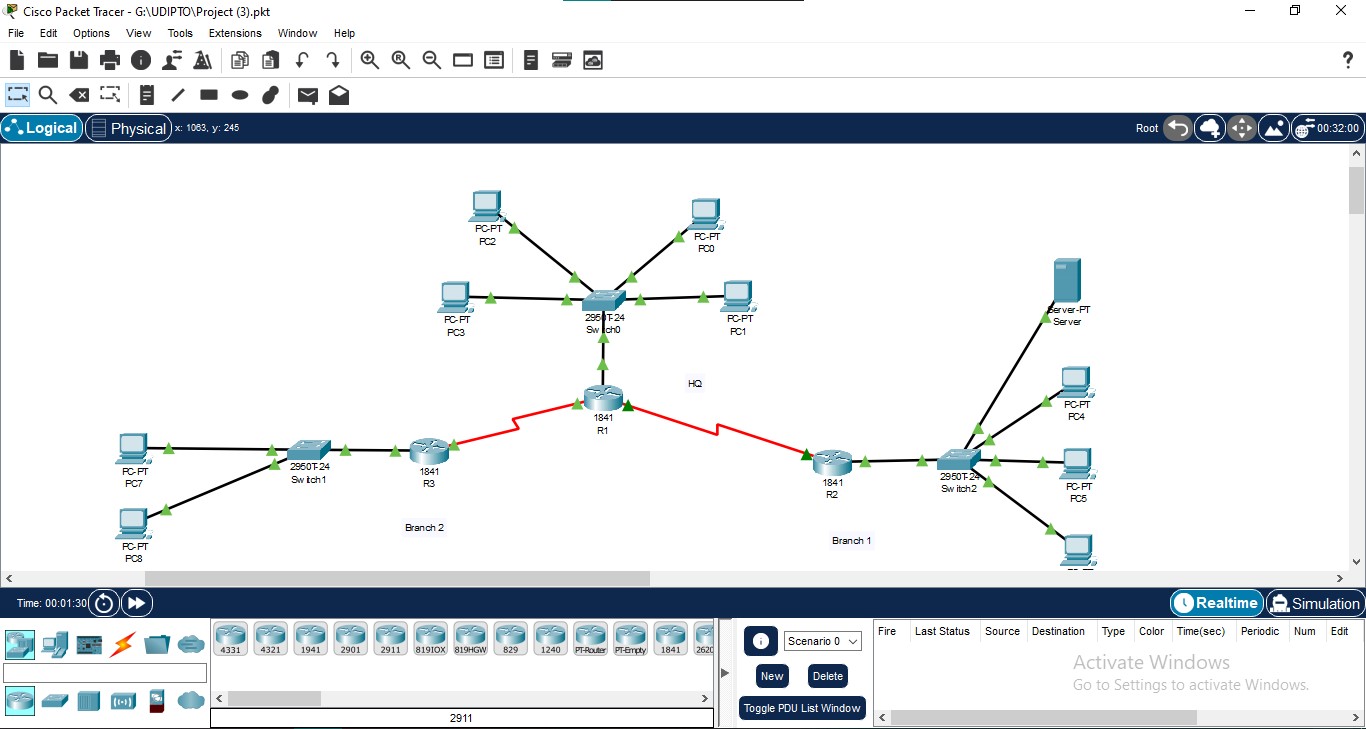 Cisco Packet Tracer - G:\UDIPTO\Project (3).pkt
File Edit Options View Tools Extensions Window Help
Logical Physical x: 1063, y: 245 Root 00:32:00
PC-PT
PC2
PC-PT
PC0
PC-PT
PC3
2950T-24
Switch0
PC-PT
PC1
Server-PT
Server
HQ
1841
R1
PC-PT
PC4
PC-PT
PC7
2950T-24
Switch1
1841
R3
1841
R2
2950T-24
Switch2
PC-PT
PC5
Branch 2
Branch 1
PC-PT
PC8
Time: 00:01:30 Realtime Simulation
4331 4321 1941 2901 2911 819IOX 819HGW 829 1240 PT-Router PT-Empty 1841 2620
2911
Scenario 0
New Delete
Toggle PDU List Window
Fire Last Status Source Destination Type Color Time(sec) Periodic Num Edit
Activate Windows
Go to Settings to activate Windows.